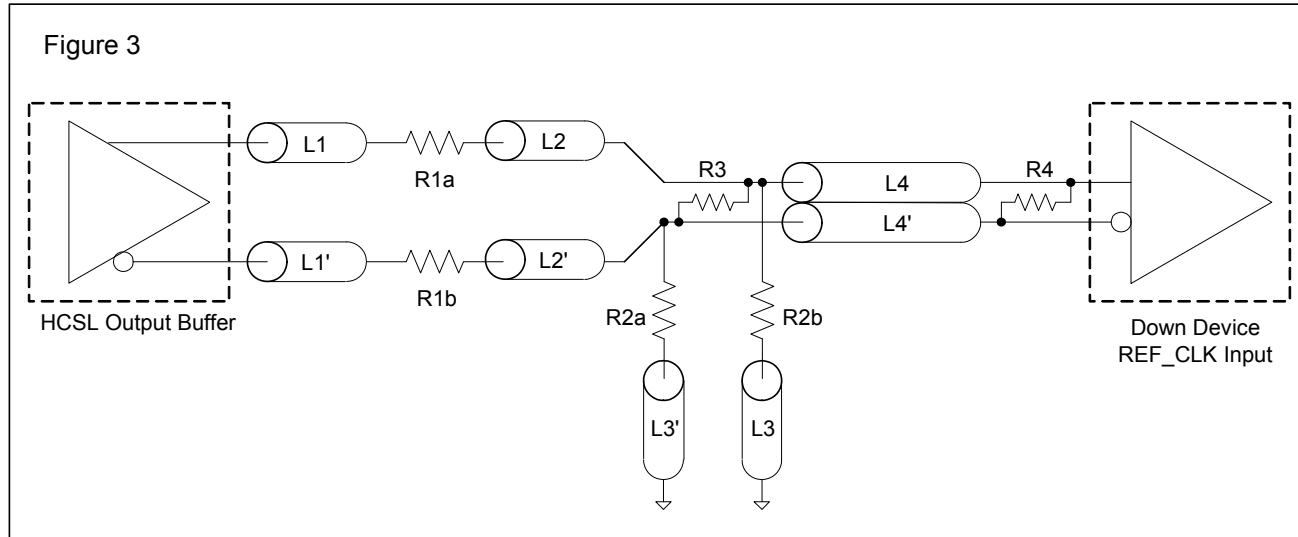 Figure 3
L1
R1a
L2
R3
L4
R4
L4'
L1'
R1b
L2'
HCSL Output Buffer
R2a
R2b
Down Device
REF_CLK Input
L3'
L3